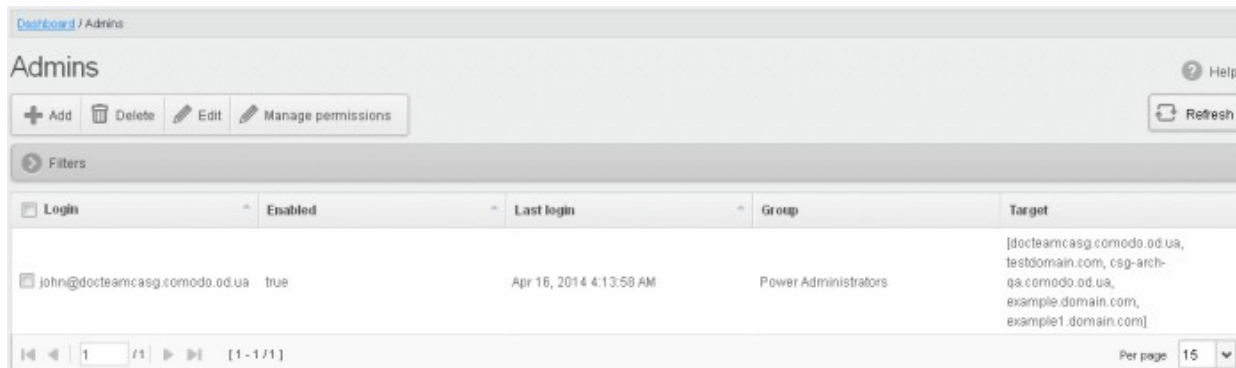 Dashboard / Admins
Admins
Help
Add Delete Edit Manage permissions
Refresh
Filters
Login Enabled Last login Group Target
john@docteamcasg.comodo.od.ua true Apr 16, 2014 4:13:58 AM Power Administrators
[docteamcasg.comodo.od.ua,
testdomain.com, csg-arch-
qa.comodo.od.ua,
example.domain.com,
example1.domain.com]
1 /1 [1 - 1 / 1] Per page 15